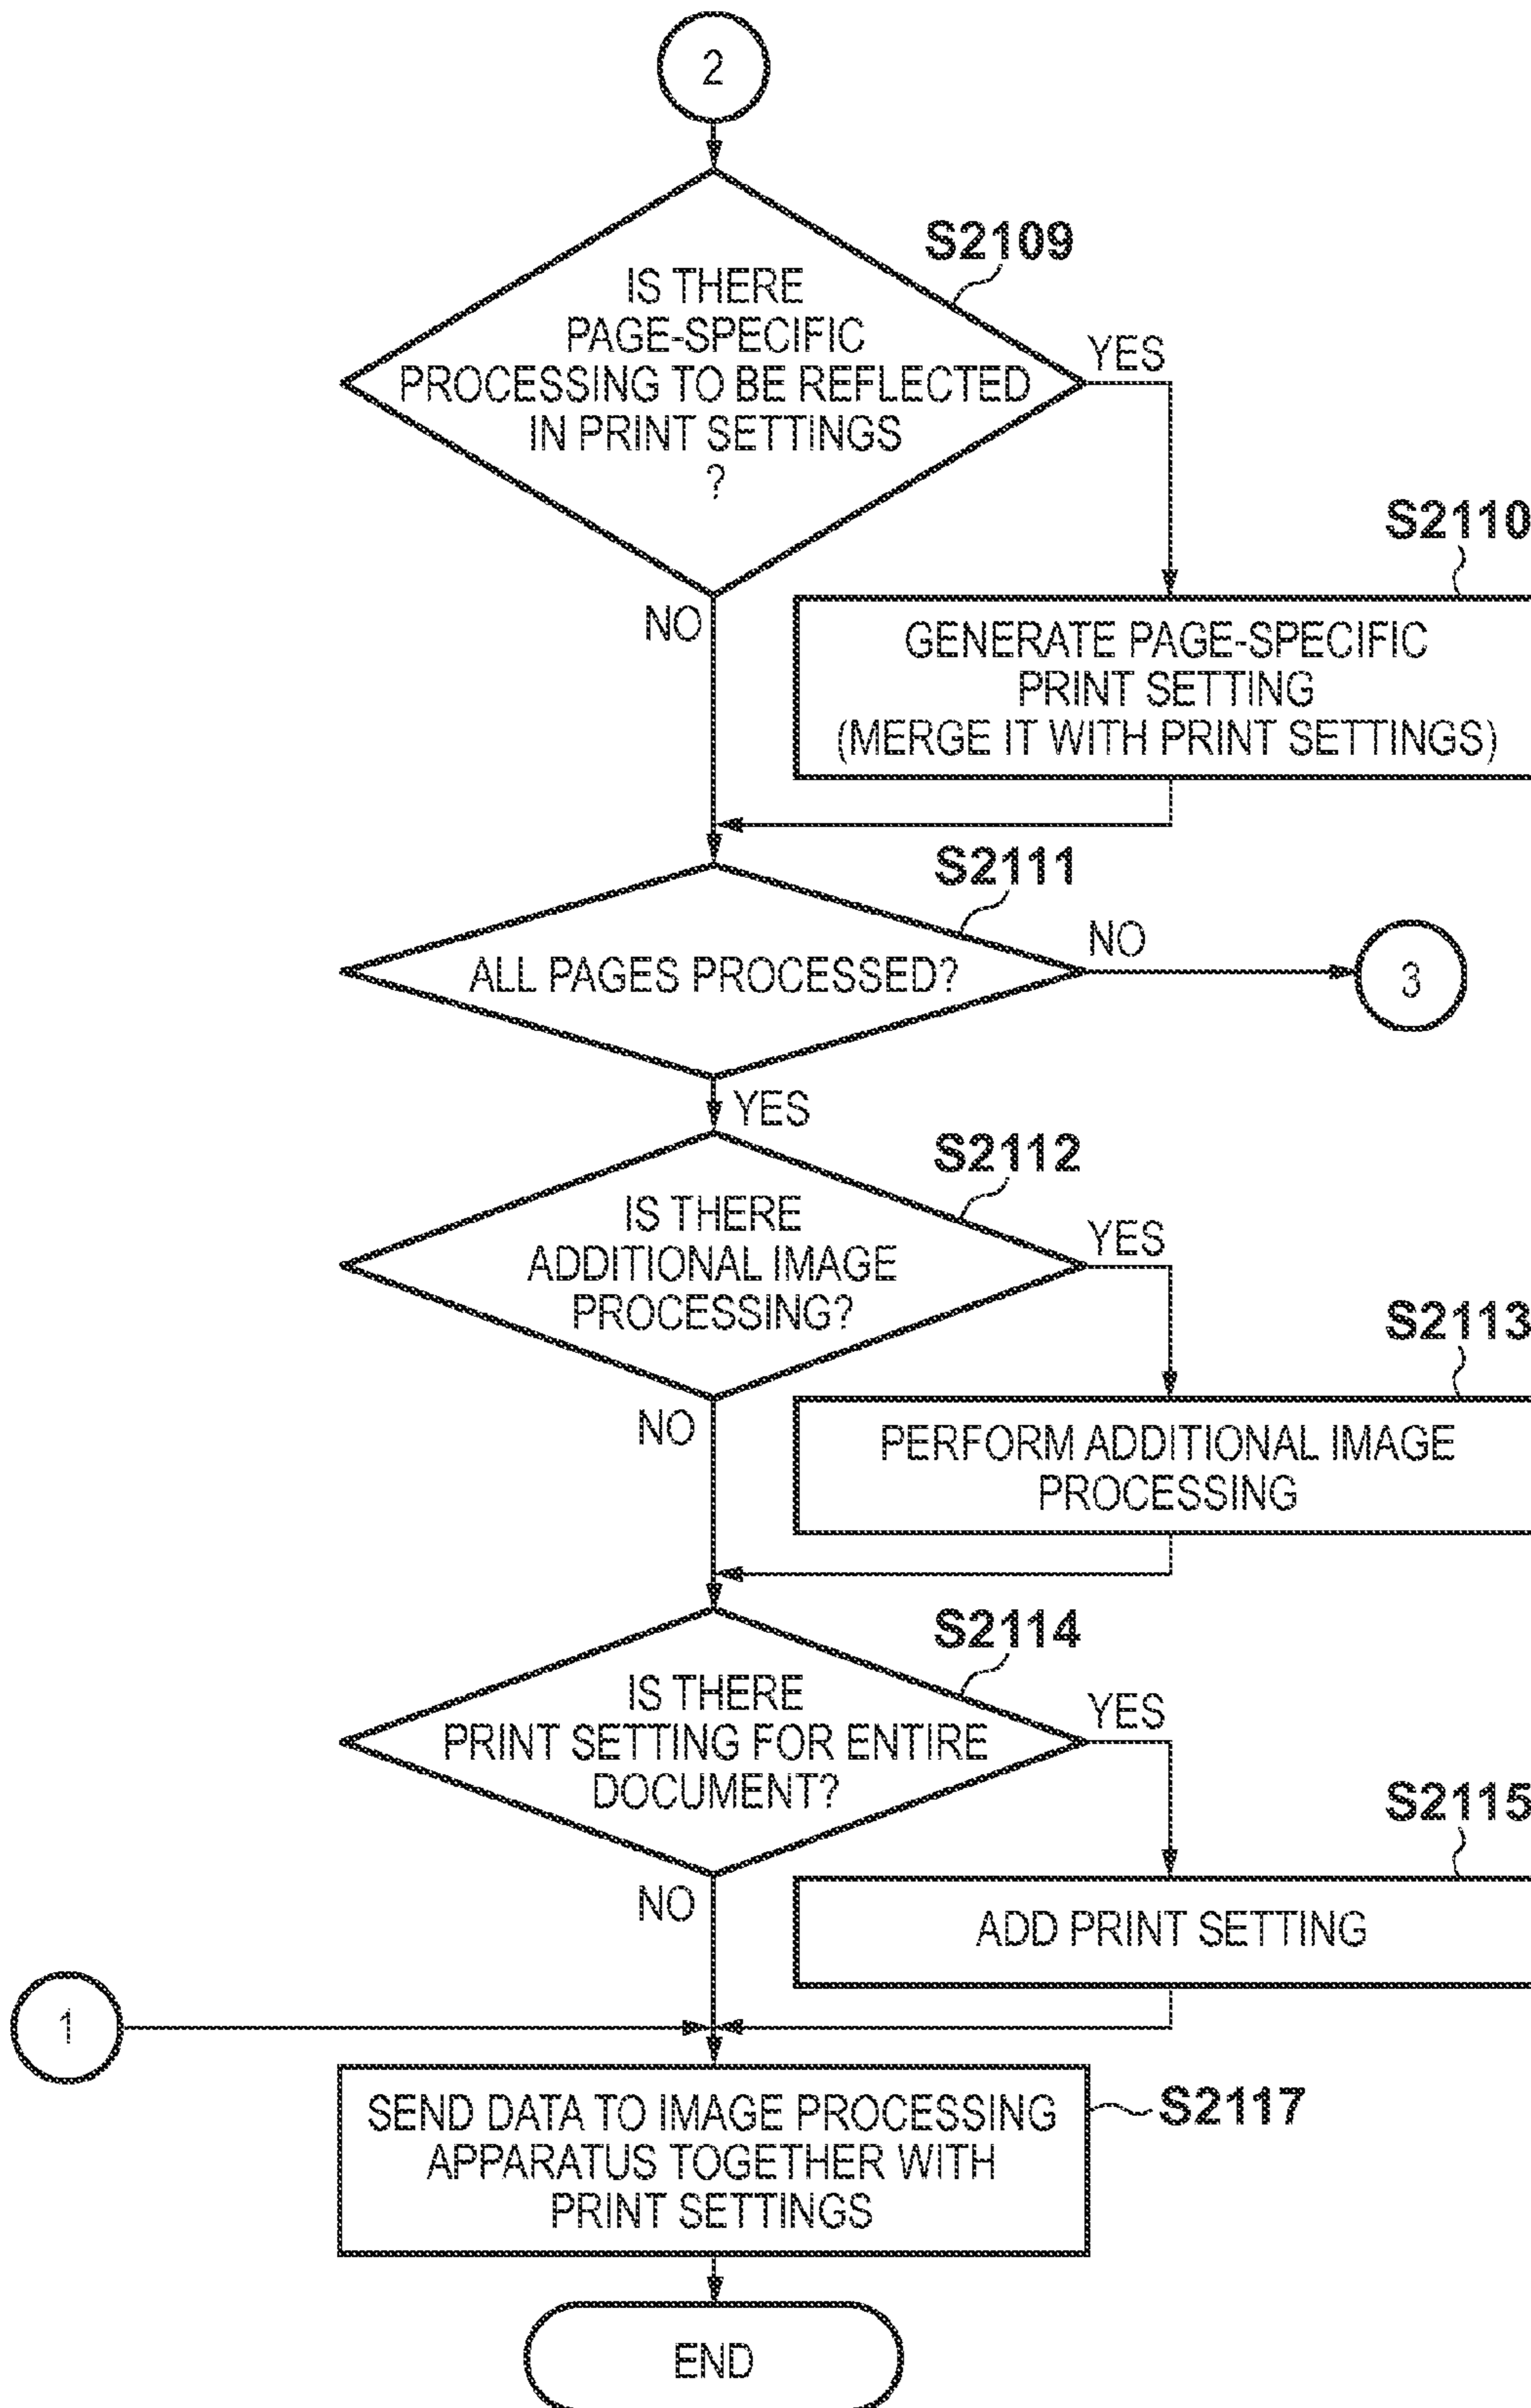 2
S2109
IS THERE
PAGE-SPECIFIC
PROCESSING TO BE REFLECTED
IN PRINT SETTINGS
?
YES
NO
S2110
GENERATE PAGE-SPECIFIC
PRINT SETTING
(MERGE IT WITH PRINT SETTINGS)
S2111
ALL PAGES PROCESSED?
NO
3
YES
S2112
IS THERE
ADDITIONAL IMAGE
PROCESSING?
YES
NO
S2113
PERFORM ADDITIONAL IMAGE
PROCESSING
S2114
IS THERE
PRINT SETTING FOR ENTIRE
DOCUMENT?
YES
NO
S2115
ADD PRINT SETTING
1
SEND DATA TO IMAGE PROCESSING
APPARATUS TOGETHER WITH
PRINT SETTINGS
S2117
END